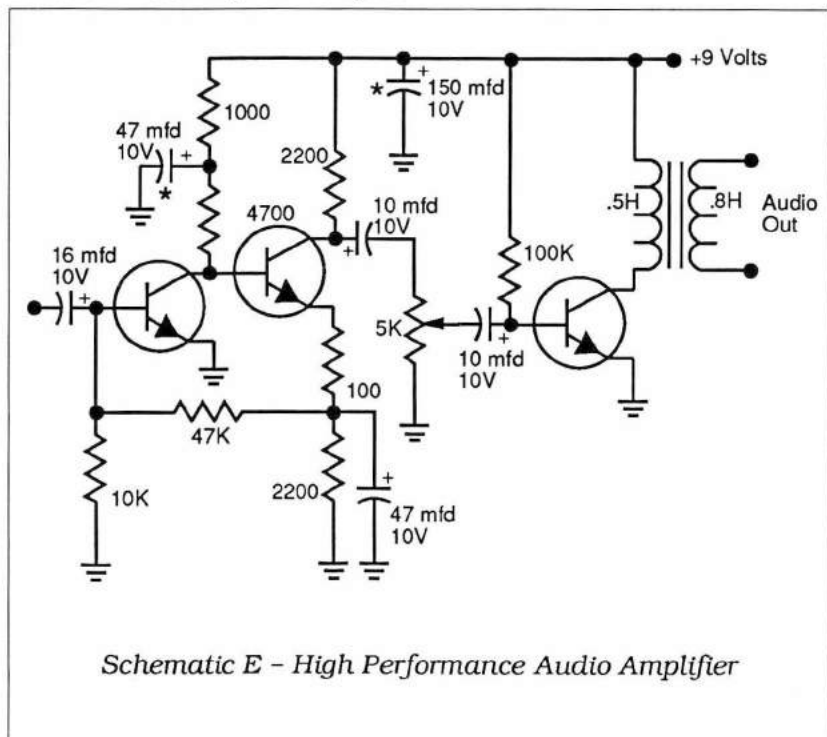 +9 Volts
1000
* + 150 mfd
10V
47 mfd
10V +
*
2200
4700
10 mfd
10V
+
.5H
.8H
Audio
Out
16 mfd
10V
+
100K
5K
10 mfd
10V
+
100
47K
10K
2200
+
47 mfd
10V
Schematic E – High Performance Audio Amplifier